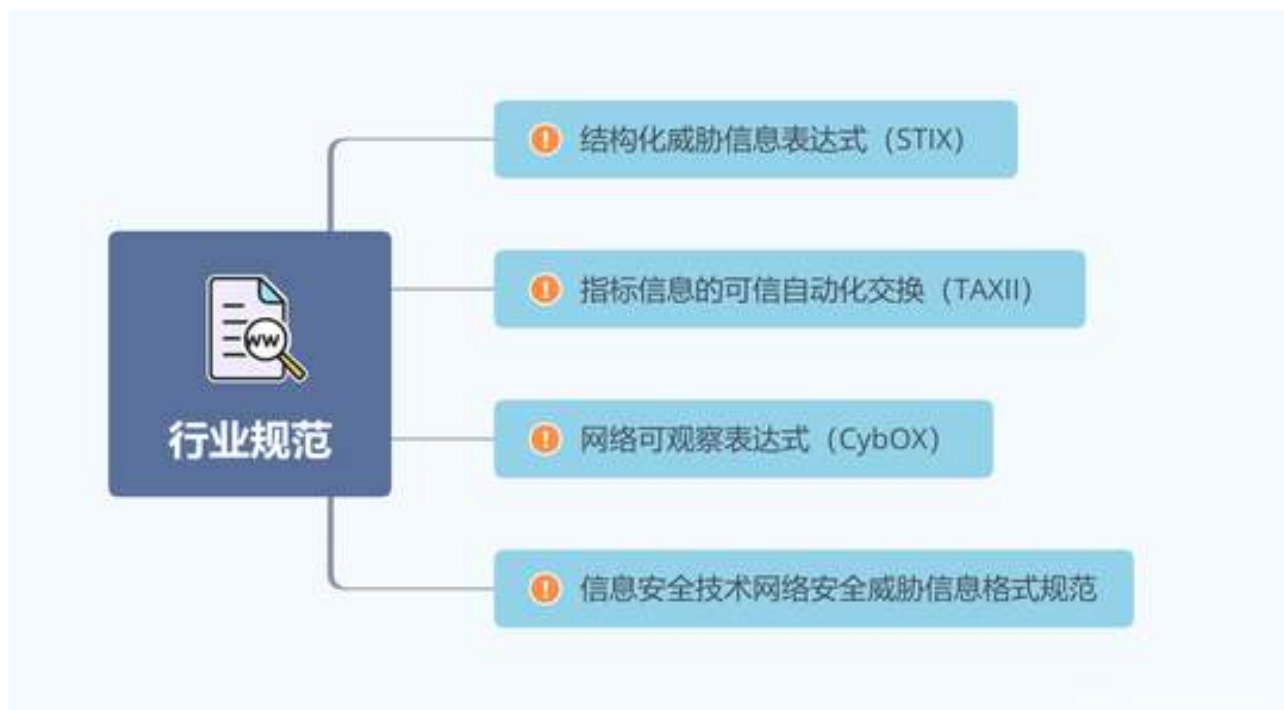 结构化威胁信息表达式（STIX）
指标信息的可信自动化交换（TAXII）
WW
行业规范
网络可观察表达式（CybOX）
信息安全技术网络安全威胁信息格式规范